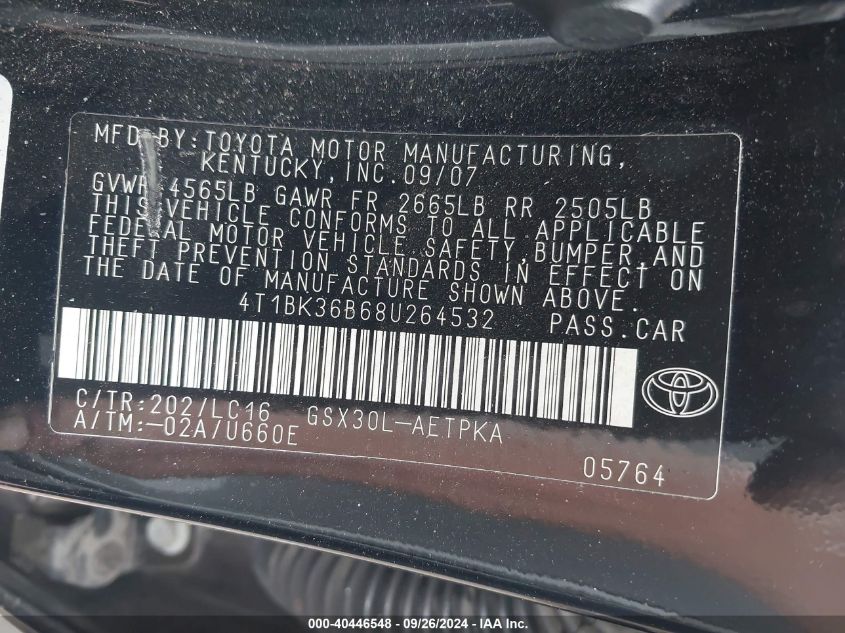 MFD BY:TOYOTA MOTOR MANUFACTURING,
KENTUCKY,INC.09/07
GVWR 4565LB GAWR FR 2665LB RR 2505LB
THIS VEHICLE CONFORMS TO ALL APPLICABLE
FEDERAL MOTOR VEHICLE SAFETY,BUMPER,AND
THEFT PREVENTION STANDARDS IN EFFECT ON
THE DATE OF MANUFACTURE SHOWN ABOVE.
4T1BK36B68U264532 PASS.CAR
C/TR:202/LC16 GSX30L-AETPKA
A/TM:-02A/U660E
05764
000-40446548 - 09/26/2024 - IAA Inc.